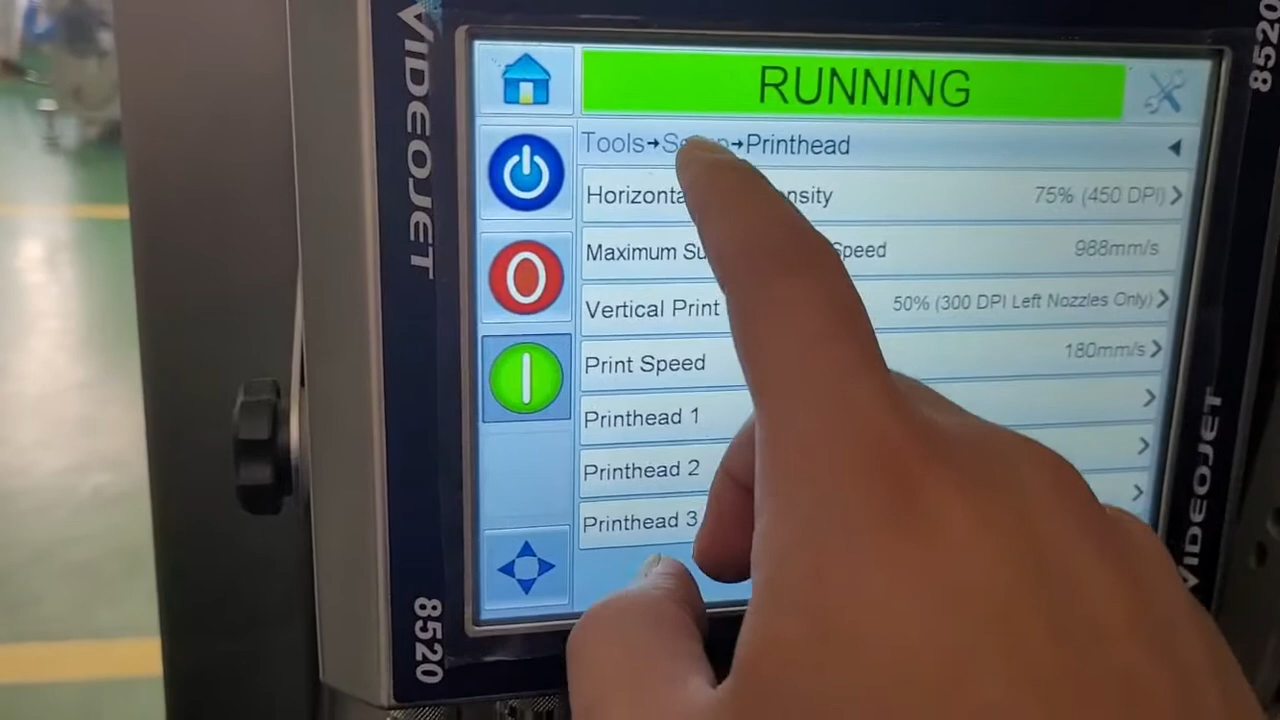 VIDEOJET
8520
RUNNING
Tools→Se→Printhead
Horizonta nsity 75% (450 DPI)
Maximum Su Speed 988mm/s
Vertical Print 50% (300 DPI Left Nozzles Only)
Print Speed 180mm/s
Printhead 1
Printhead 2
Printhead 3
8520
VIDEOJET